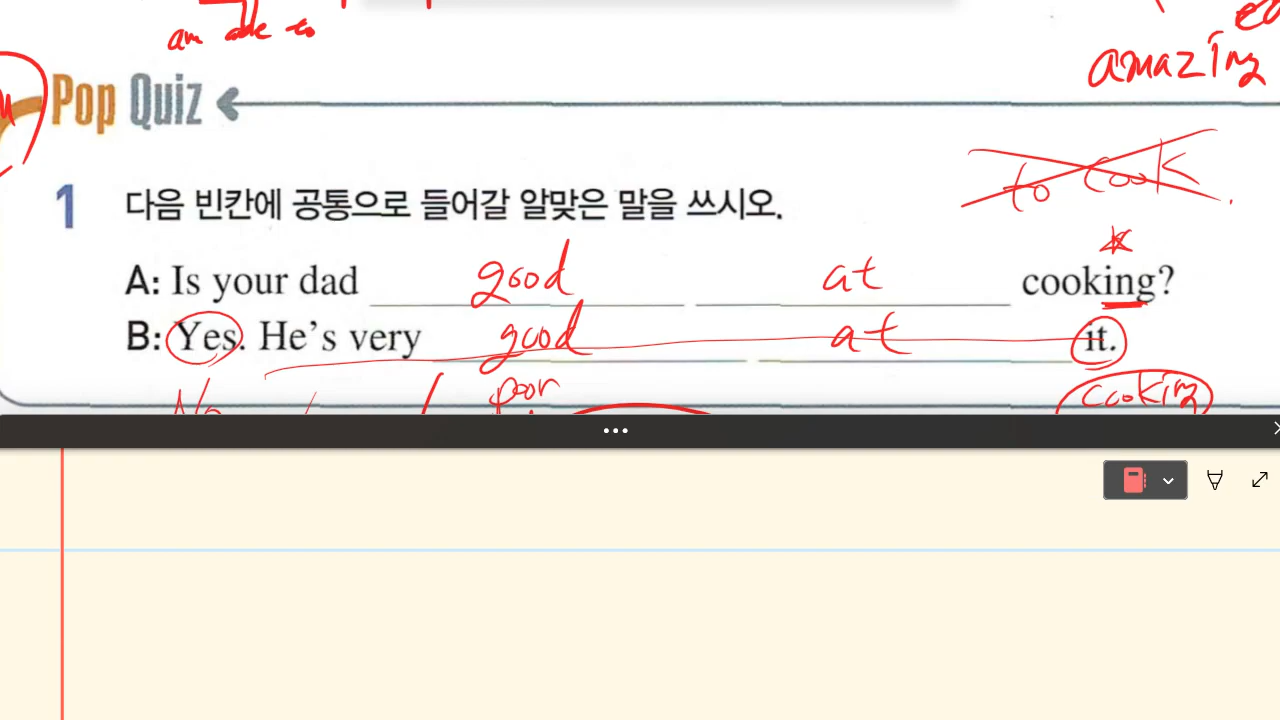 am able to
amazing
Pop Quiz
to cook
1 다음 빈칸에 공통으로 들어갈 알맞은 말을 쓰시오.
A: Is your dad good at cooking?
B: Yes. He's very good at it.
No poor cooking